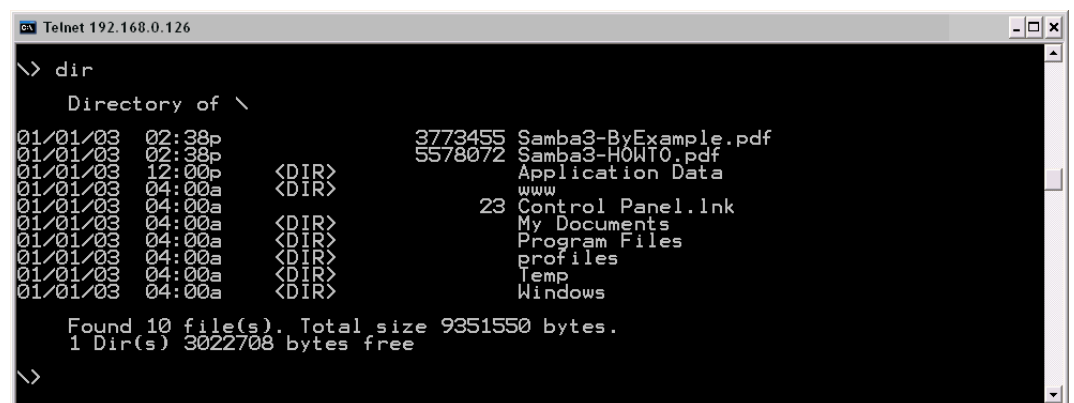 Telnet 192.168.0.126
\> dir
Directory of \
01/01/03 02:38p 3773455 Samba3-ByExample.pdf
01/01/03 02:38p 5578072 Samba3-HOWTO.pdf
01/01/03 12:00p <DIR> Application Data
01/01/03 04:00a <DIR> www
01/01/03 04:00a 23 Control Panel.lnk
01/01/03 04:00a <DIR> My Documents
01/01/03 04:00a <DIR> Program Files
01/01/03 04:00a <DIR> profiles
01/01/03 04:00a <DIR> Temp
01/01/03 04:00a <DIR> Windows
Found 10 file(s). Total size 9351550 bytes.
1 Dir(s) 3022708 bytes free
\>